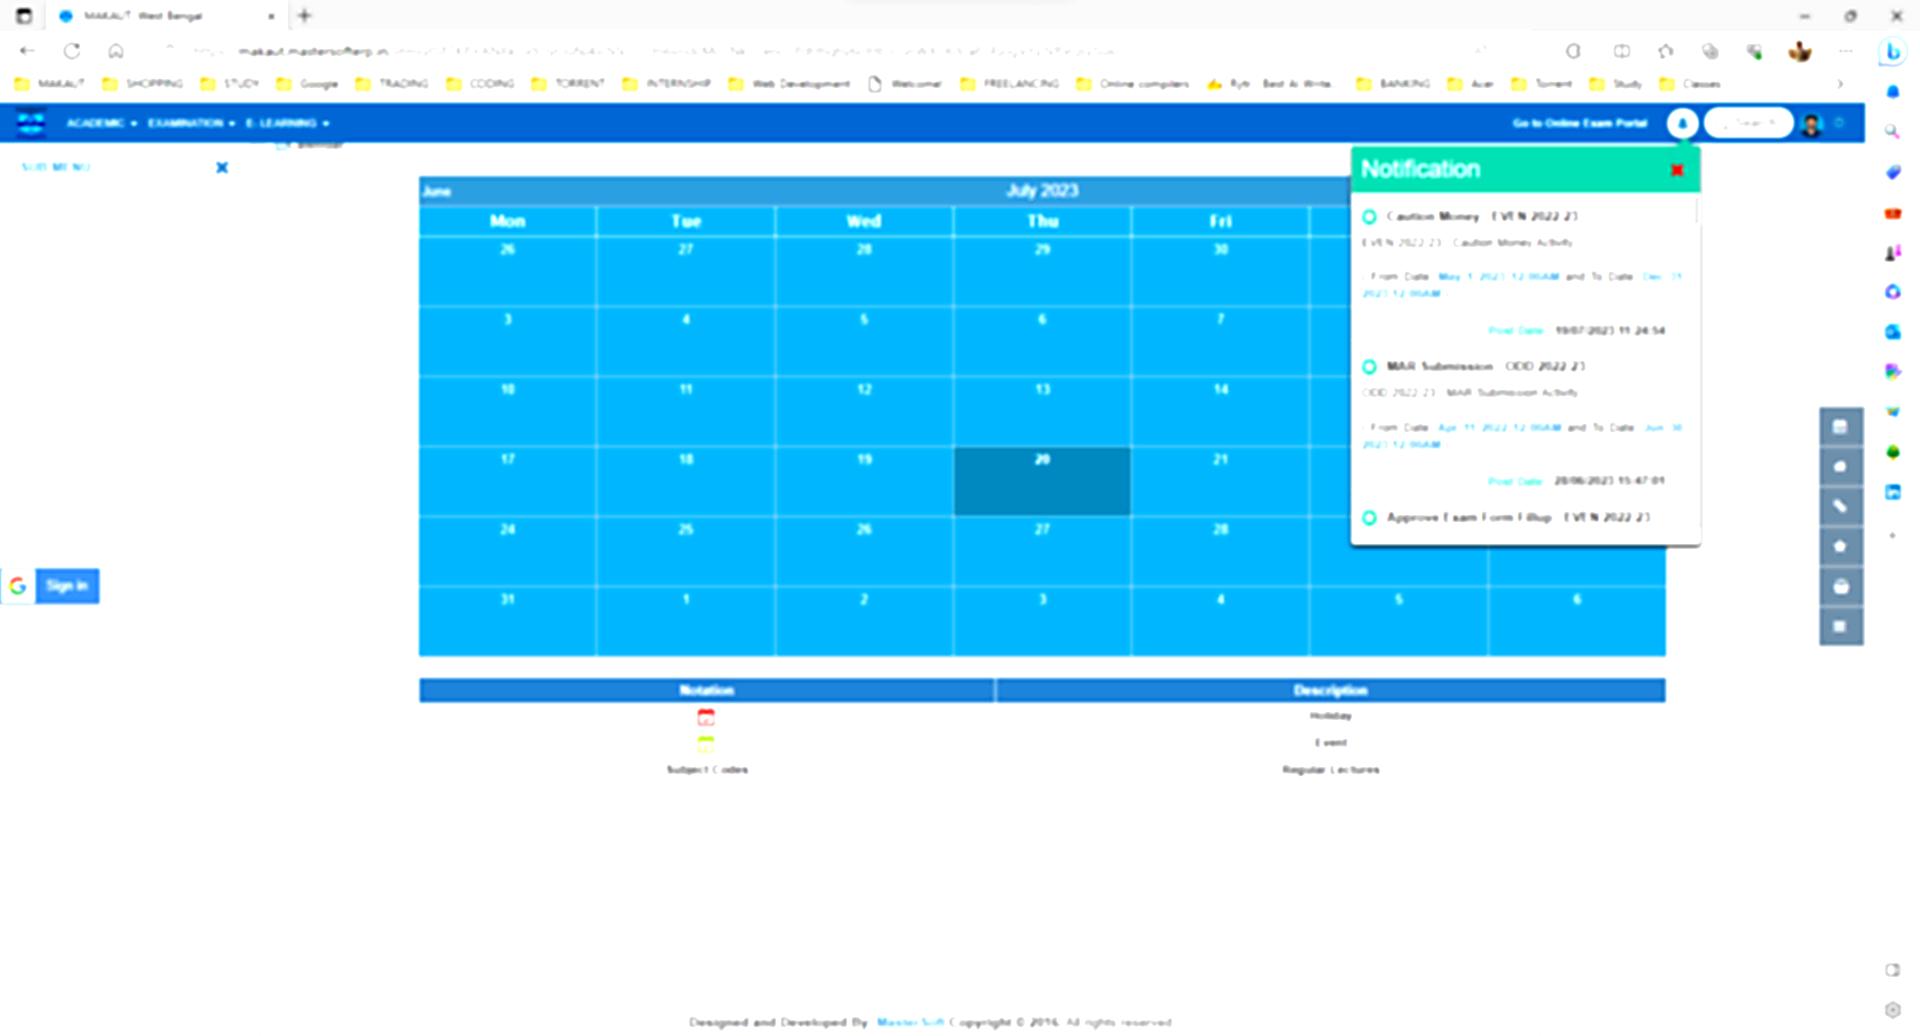 MAKAUT West Bengal
makaut.mastersofterp.in
MAKAUT SHOPPING STUDY Google TRADING CODING TORRENT INTERNSHIP Web Development Welcome! FREELANCING Online compilers Rytr Best AI Write... BANKING Acer Torrent Study Classes
ACADEMIC EXAMINATION E-LEARNING Go to Online Exam Portal Search
SUB MENU
June July 2023
Mon Tue Wed Thu Fri
26 27 28 29 30
3 4 5 6 7
10 11 12 13 14
17 18 19 20 21
24 25 26 27 28
31 1 2 3 4 5 6
Notification
Caution Money EVEN 2022 23
EVEN 2022 23 Caution Money Activity
From Date May 1 2023 12:00AM and To Date Dec 31
2023 12:00AM
Post Date: 19/07/2023 11:24:54
MAR Submission ODD 2022 23
ODD 2022 23 MAR Submission Activity
From Date Apr 11 2022 12:00AM and To Date Jun 30
2023 12:00AM
Post Date: 28/06/2023 15:47:01
Approve Exam Form Fillup EVEN 2022 23
Sign in
Notation Description
Holiday
Event
Subject Codes Regular Lectures
Designed and Developed By MasterSoft Copyright © 2016. All rights reserved